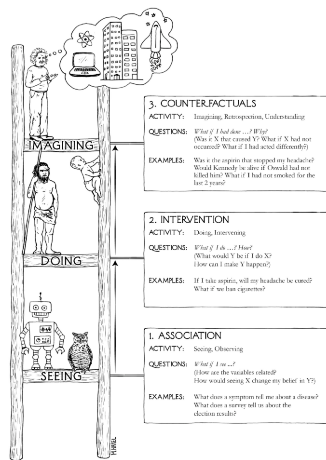 3. COUNTERFACTUALS
ACTIVITY: Imagining, Retrospection, Understanding
QUESTIONS: What if I had done …? Why?
(Was it X that caused Y? What if X had not
occurred? What if I had acted differently?)
EXAMPLES: Was it the aspirin that stopped my headache?
Would Kennedy be alive if Oswald had not
killed him? What if I had not smoked for the
last 2 years?
IMAGINING
2. INTERVENTION
ACTIVITY: Doing, Intervening
QUESTIONS: What if I do …? How?
(What would Y be if I do X?
How can I make Y happen?)
EXAMPLES: If I take aspirin, will my headache be cured?
What if we ban cigarettes?
DOING
1. ASSOCIATION
ACTIVITY: Seeing, Observing
QUESTIONS: What if I see …?
(How are the variables related?
How would seeing X change my belief in Y?)
EXAMPLES: What does a symptom tell me about a disease?
What does a survey tell us about the
election results?
SEEING